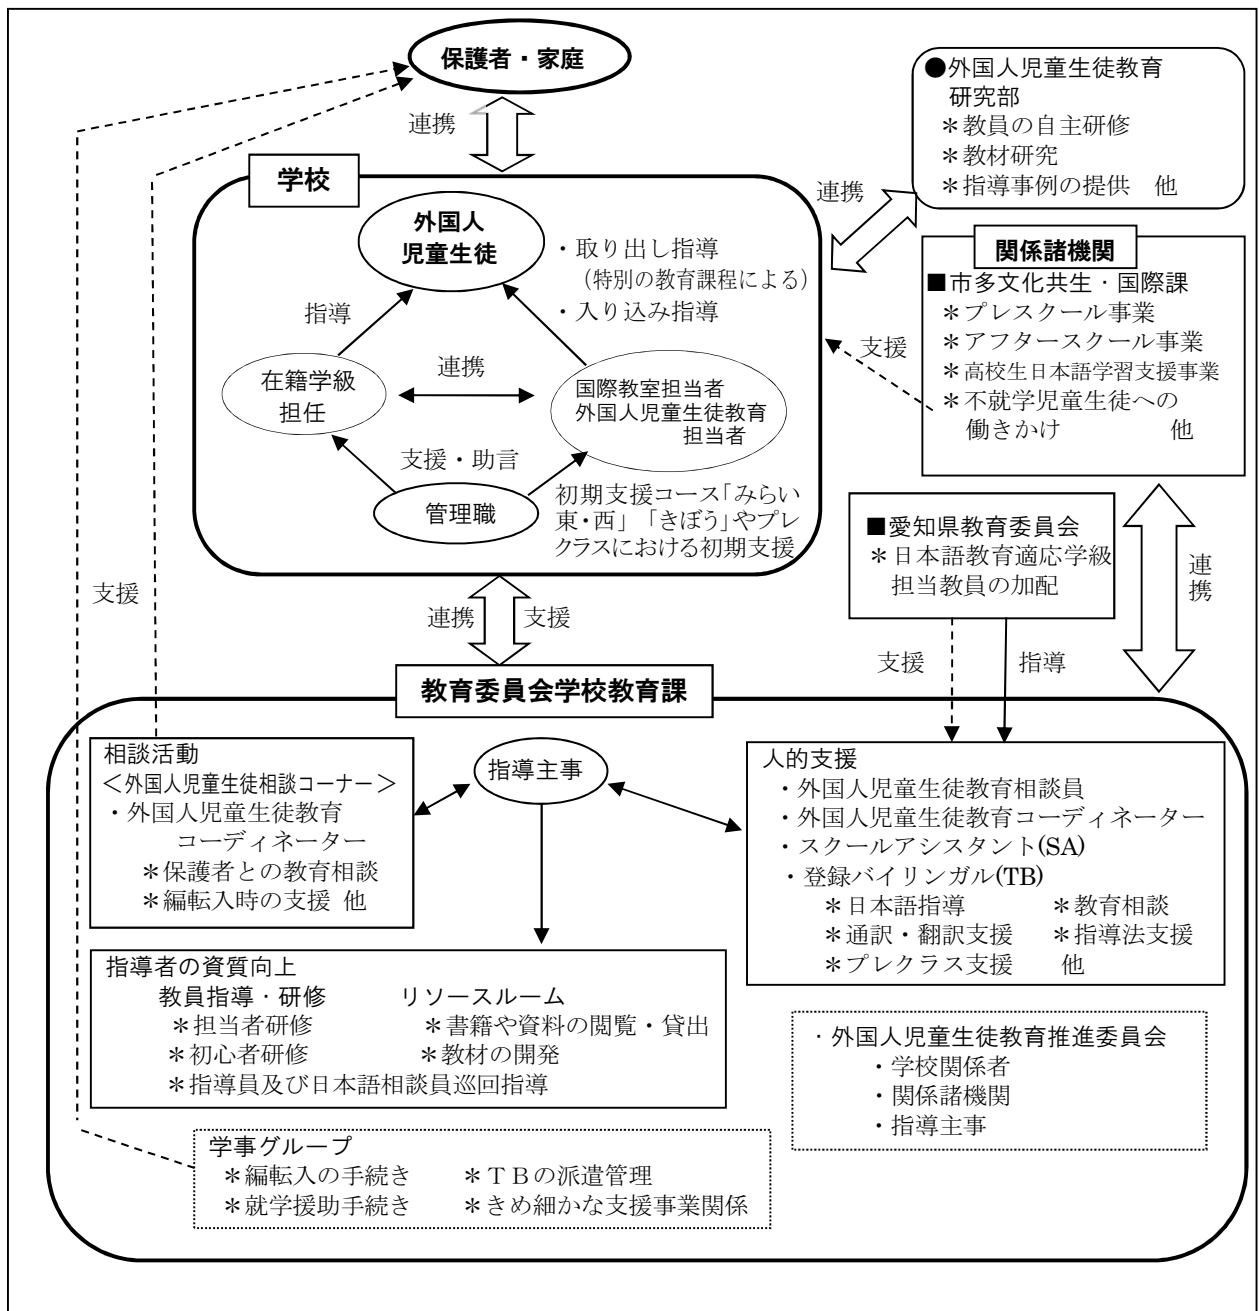 保護者・家庭
連携
●外国人児童生徒教育
研究部
＊教員の自主研修
＊教材研究
＊指導事例の提供　他
学校
連携
外国人
児童生徒
・取り出し指導
（特別の教育課程による）
・入り込み指導
指導
連携
在籍学級
担任
国際教室担当者
外国人児童生徒教育
担当者
支援・助言
管理職
初期支援コース「みらい
東・西」「きぼう」やプレ
クラスにおける初期支援
関係諸機関
■市多文化共生・国際課
＊プレスクール事業
＊アフタースクール事業
＊高校生日本語学習支援事業
＊不就学児童生徒への
働きかけ　　　　他
支援
■愛知県教育委員会
＊日本語教育適応学級
担当教員の加配
連携
支援
連携
支援
支援
指導
教育委員会学校教育課
相談活動
＜外国人児童生徒相談コーナー＞
・外国人児童生徒教育
コーディネーター
＊保護者との教育相談
＊編転入時の支援 他
指導主事
人的支援
・外国人児童生徒教育相談員
・外国人児童生徒教育コーディネーター
・スクールアシスタント(SA)
・登録バイリンガル(TB)
＊日本語指導　　　＊教育相談
＊通訳・翻訳支援　＊指導法支援
＊プレクラス支援　　他
指導者の資質向上
教員指導・研修　　　リソースルーム
＊担当者研修　　　　＊書籍や資料の閲覧・貸出
＊初心者研修　　　　＊教材の開発
＊指導員及び日本語相談員巡回指導
・外国人児童生徒教育推進委員会
・学校関係者
・関係諸機関
・指導主事
学事グループ
＊編転入の手続き　　＊ＴＢの派遣管理
＊就学援助手続き　　＊きめ細かな支援事業関係